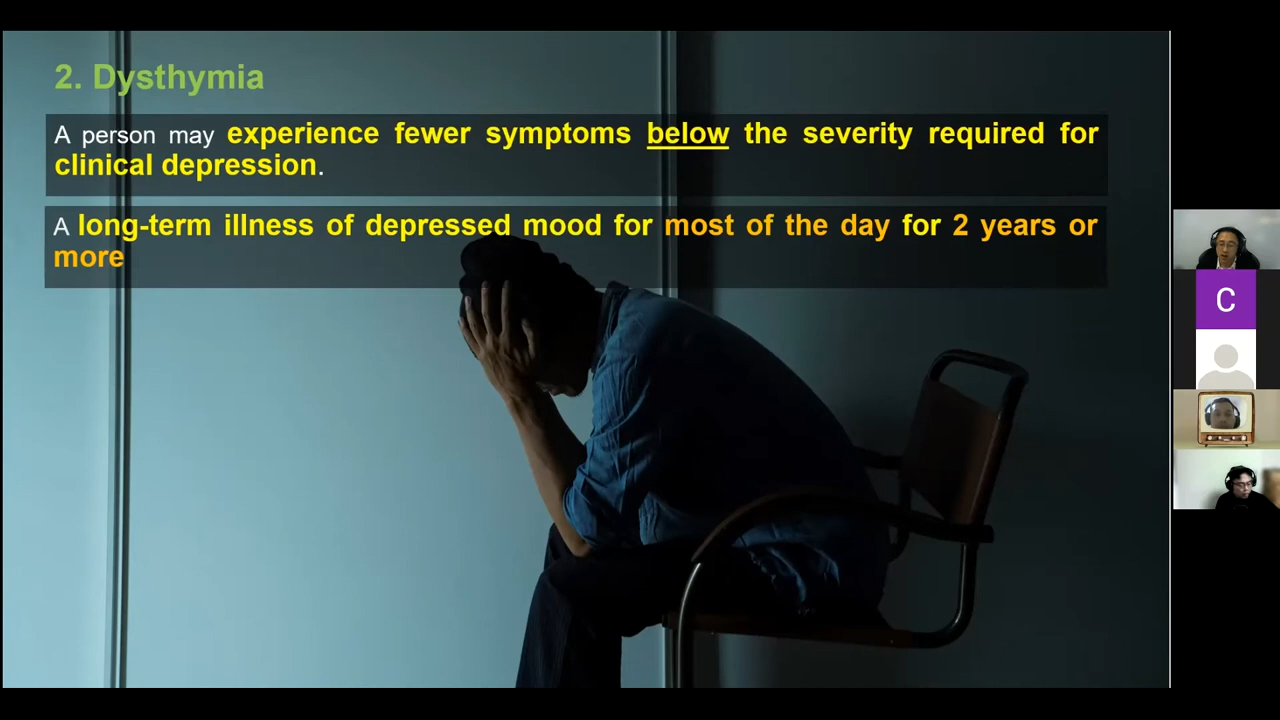 2. Dysthymia
A person may experience fewer symptoms below the severity required for
clinical depression.
A long-term illness of depressed mood for most of the day for 2 years or
more
C